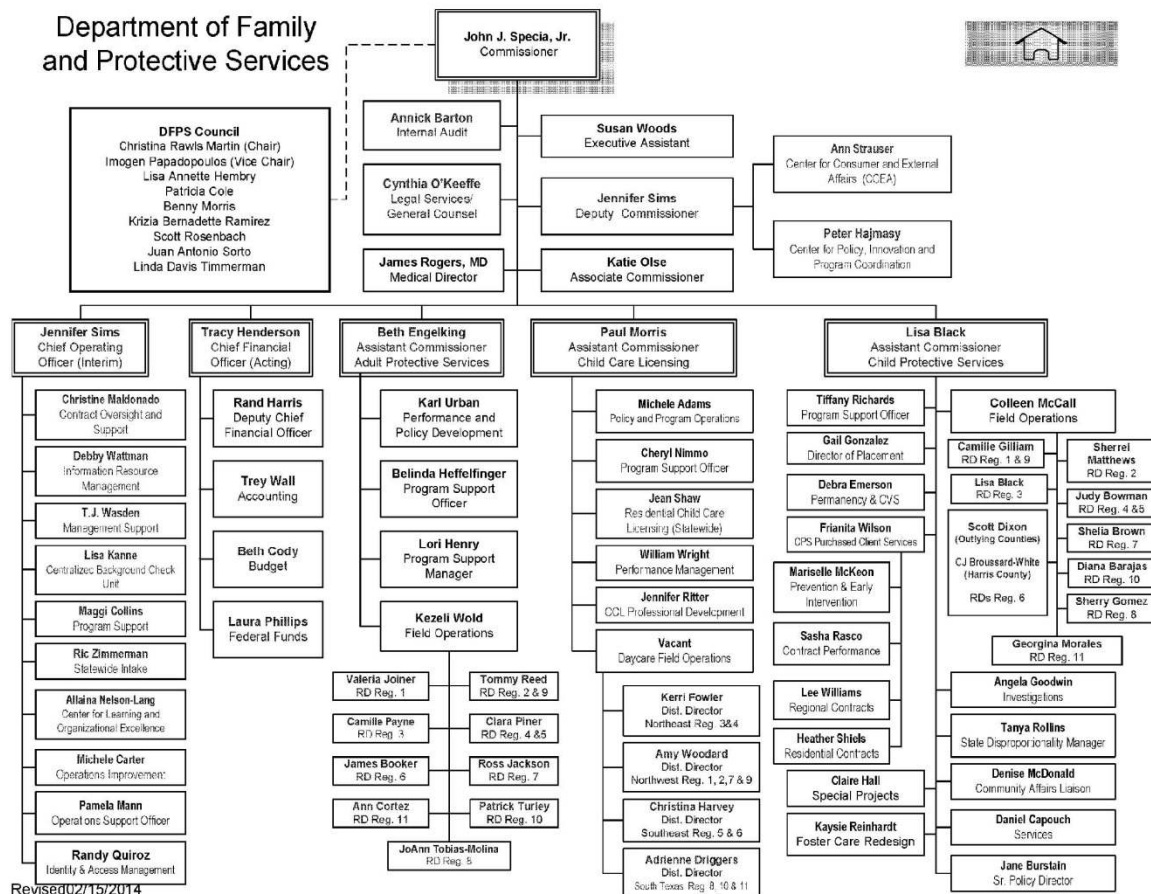 Department of Family
and Protective Services
John J. Specia, Jr.
Commissioner
DFPS Council
Christina Rawls Martin (Chair)
Imogen Papadopoulos (Vice Chair)
Lisa Annette Hembry
Patricia Cole
Benny Morris
Krizia Bernadette Ramirez
Scott Rosenbach
Juan Antonio Sorto
Linda Davis Timmerman
Annick Barton
Internal Audit
Susan Woods
Executive Assistant
Cynthia O'Keeffe
Legal Services/
General Counsel
Jennifer Sims
Deputy Commissioner
Ann Strauser
Center for Consumer and External
Affairs (CCEA)
Peter Hajmasy
Center for Policy, Innovation and
Program Coordination
James Rogers, MD
Medical Director
Katie Olse
Associate Commissioner
Jennifer Sims
Chief Operating
Officer (Interim)
Christine Maldonado
Contract Oversight and
Support
Debby Wattman
Information Resource
Management
T.J. Wasden
Management Support
Lisa Kanne
Centralized Background Check
Unit
Maggi Collins
Program Support
Ric Zimmerman
Statewide Intake
Allaina Nelson-Lang
Center for Learning and
Organizational Excellence
Michele Carter
Operations Improvement
Pamela Mann
Operations Support Officer
Randy Quiroz
Identity & Access Management
Tracy Henderson
Chief Financial
Officer (Acting)
Rand Harris
Deputy Chief
Financial Officer
Trey Wall
Accounting
Beth Cody
Budget
Laura Phillips
Federal Funds
Beth Engelking
Assistant Commissioner
Adult Protective Services
Karl Urban
Performance and
Policy Development
Belinda Heffelfinger
Program Support
Officer
Lori Henry
Program Support
Manager
Kezeli Wold
Field Operations
Valeria Joiner
RD Reg. 1
Tommy Reed
RD Reg. 2 & 9
Camille Payne
RD Reg. 3
Clara Piner
RD Reg. 4 &5
James Booker
RD Reg. 6
Ross Jackson
RD Reg. 7
Ann Cortez
RD Reg. 11
Patrick Turley
RD Reg. 10
JoAnn Tobias-Molina
RD Reg. 8
Paul Morris
Assistant Commissioner
Child Care Licensing
Michele Adams
Policy and Program Operations
Cheryl Nimmo
Program Support Officer
Jean Shaw
Residential Child Care
Licensing (Statewide)
William Wright
Performance Management
Jennifer Ritter
CCL Professional Development
Vacant
Daycare Field Operations
Kerri Fowler
Dist. Director
Northeast Reg. 3&4
Amy Woodard
Dist. Director
Northwest Reg. 1, 2,7 & 9
Christina Harvey
Dist. Director
Southeast Reg. 5 & 6
Adrienne Driggers
Dist. Director
South Texas Reg. 8, 10 & 11
Lisa Black
Assistant Commissioner
Child Protective Services
Tiffany Richards
Program Support Officer
Gail Gonzalez
Director of Placement
Debra Emerson
Permanency & CVS
Frianita Wilson
CPS Purchased Client Services
Mariselle McKeon
Prevention & Early
Intervention
Sasha Rasco
Contract Performance
Lee Williams
Regional Contracts
Heather Shiels
Residential Contracts
Claire Hall
Special Projects
Kaysie Reinhardt
Foster Care Redesign
Colleen McCall
Field Operations
Camille Gilliam
RD Reg. 1 & 9
Sherrel
Matthews
RD Reg. 2
Lisa Black
RD Reg. 3
Judy Bowman
RD Reg. 4 &5
Scott Dixon
(Outlying Counties)
CJ Broussard-White
(Harris County)
RDs Reg. 6
Shelia Brown
RD Reg. 7
Diana Barajas
RD Reg. 10
Sherry Gomez
RD Reg. 8
Georgina Morales
RD Reg. 11
Angela Goodwin
Investigations
Tanya Rollins
State Disproportionality Manager
Denise McDonald
Community Affairs Liaison
Daniel Capouch
Services
Jane Burstain
Sr. Policy Director
Revised02/15/2014